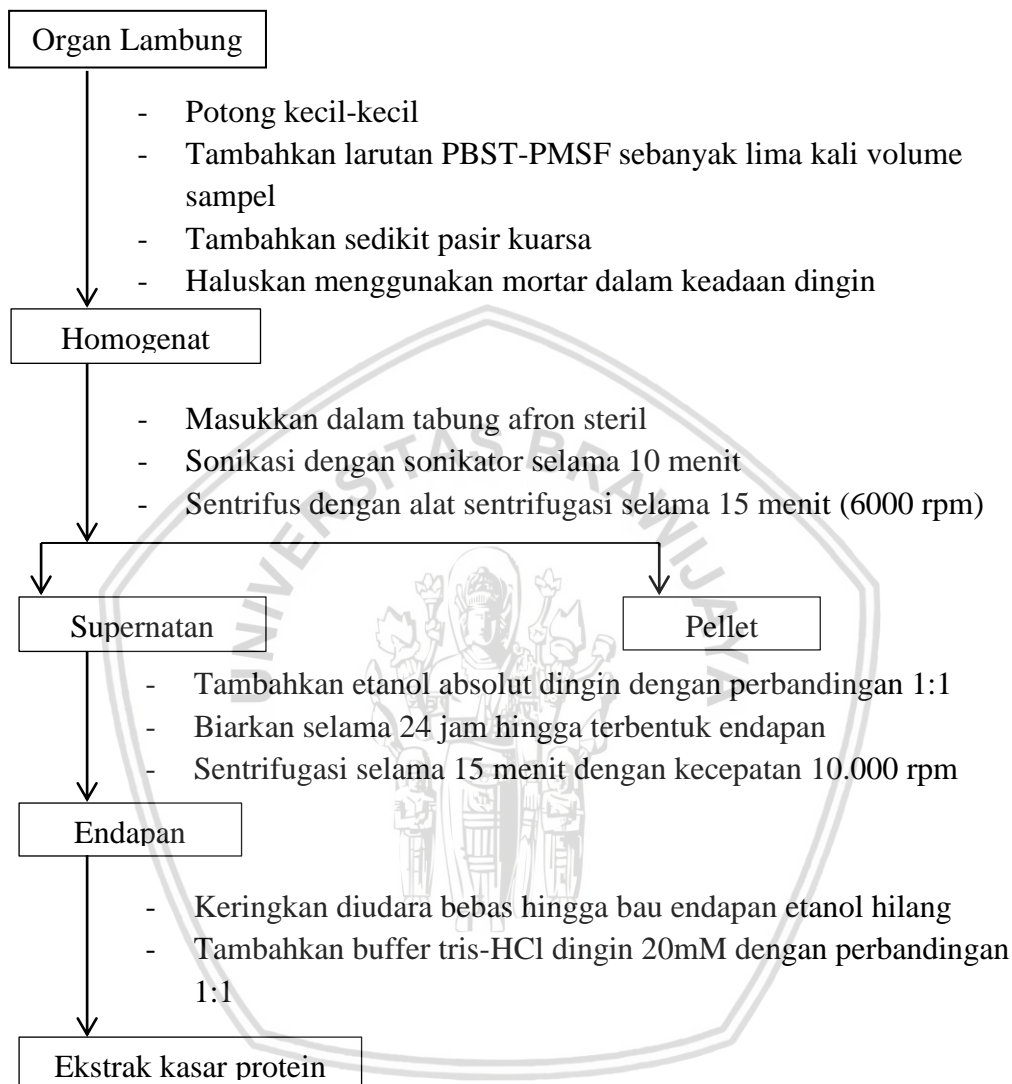 Organ Lambung
- Potong kecil-kecil
- Tambahkan larutan PBST-PMSF sebanyak lima kali volume
sampel
- Tambahkan sedikit pasir kuarsa
- Haluskan menggunakan mortar dalam keadaan dingin
Homogenat
- Masukkan dalam tabung afron steril
- Sonikasi dengan sonikator selama 10 menit
- Sentrifus dengan alat sentrifugasi selama 15 menit (6000 rpm)
UNIVERSITAS BRAWIJAYA
Supernatan
Pellet
- Tambahkan etanol absolut dingin dengan perbandingan 1:1
- Biarkan selama 24 jam hingga terbentuk endapan
- Sentrifugasi selama 15 menit dengan kecepatan 10.000 rpm
Endapan
- Keringkan diudara bebas hingga bau endapan etanol hilang
- Tambahkan buffer tris-HCl dingin 20mM dengan perbandingan
1:1
Ekstrak kasar protein